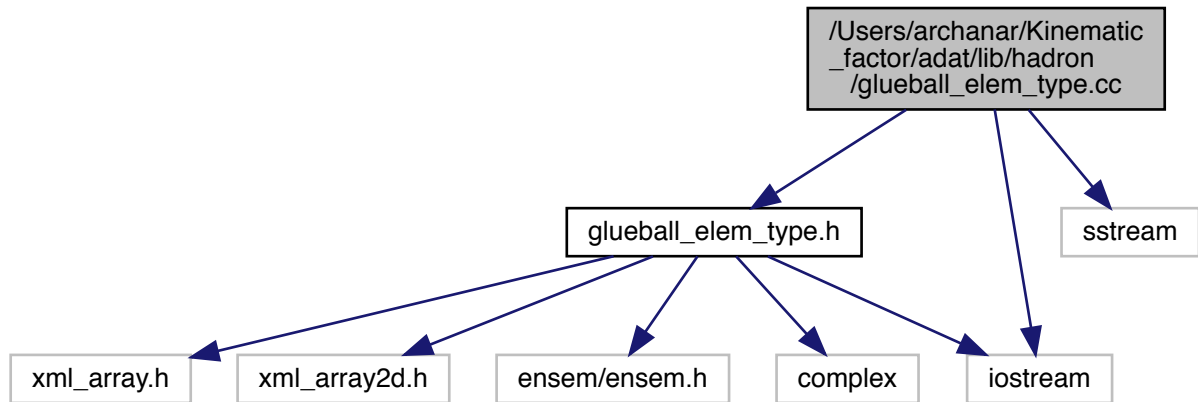 /Users/archanar/Kinematic
_factor/adat/lib/hadron
/glueball_elem_type.cc
glueball_elem_type.h
sstream
xml_array.h
xml_array2d.h
ensem/ensem.h
complex
iostream